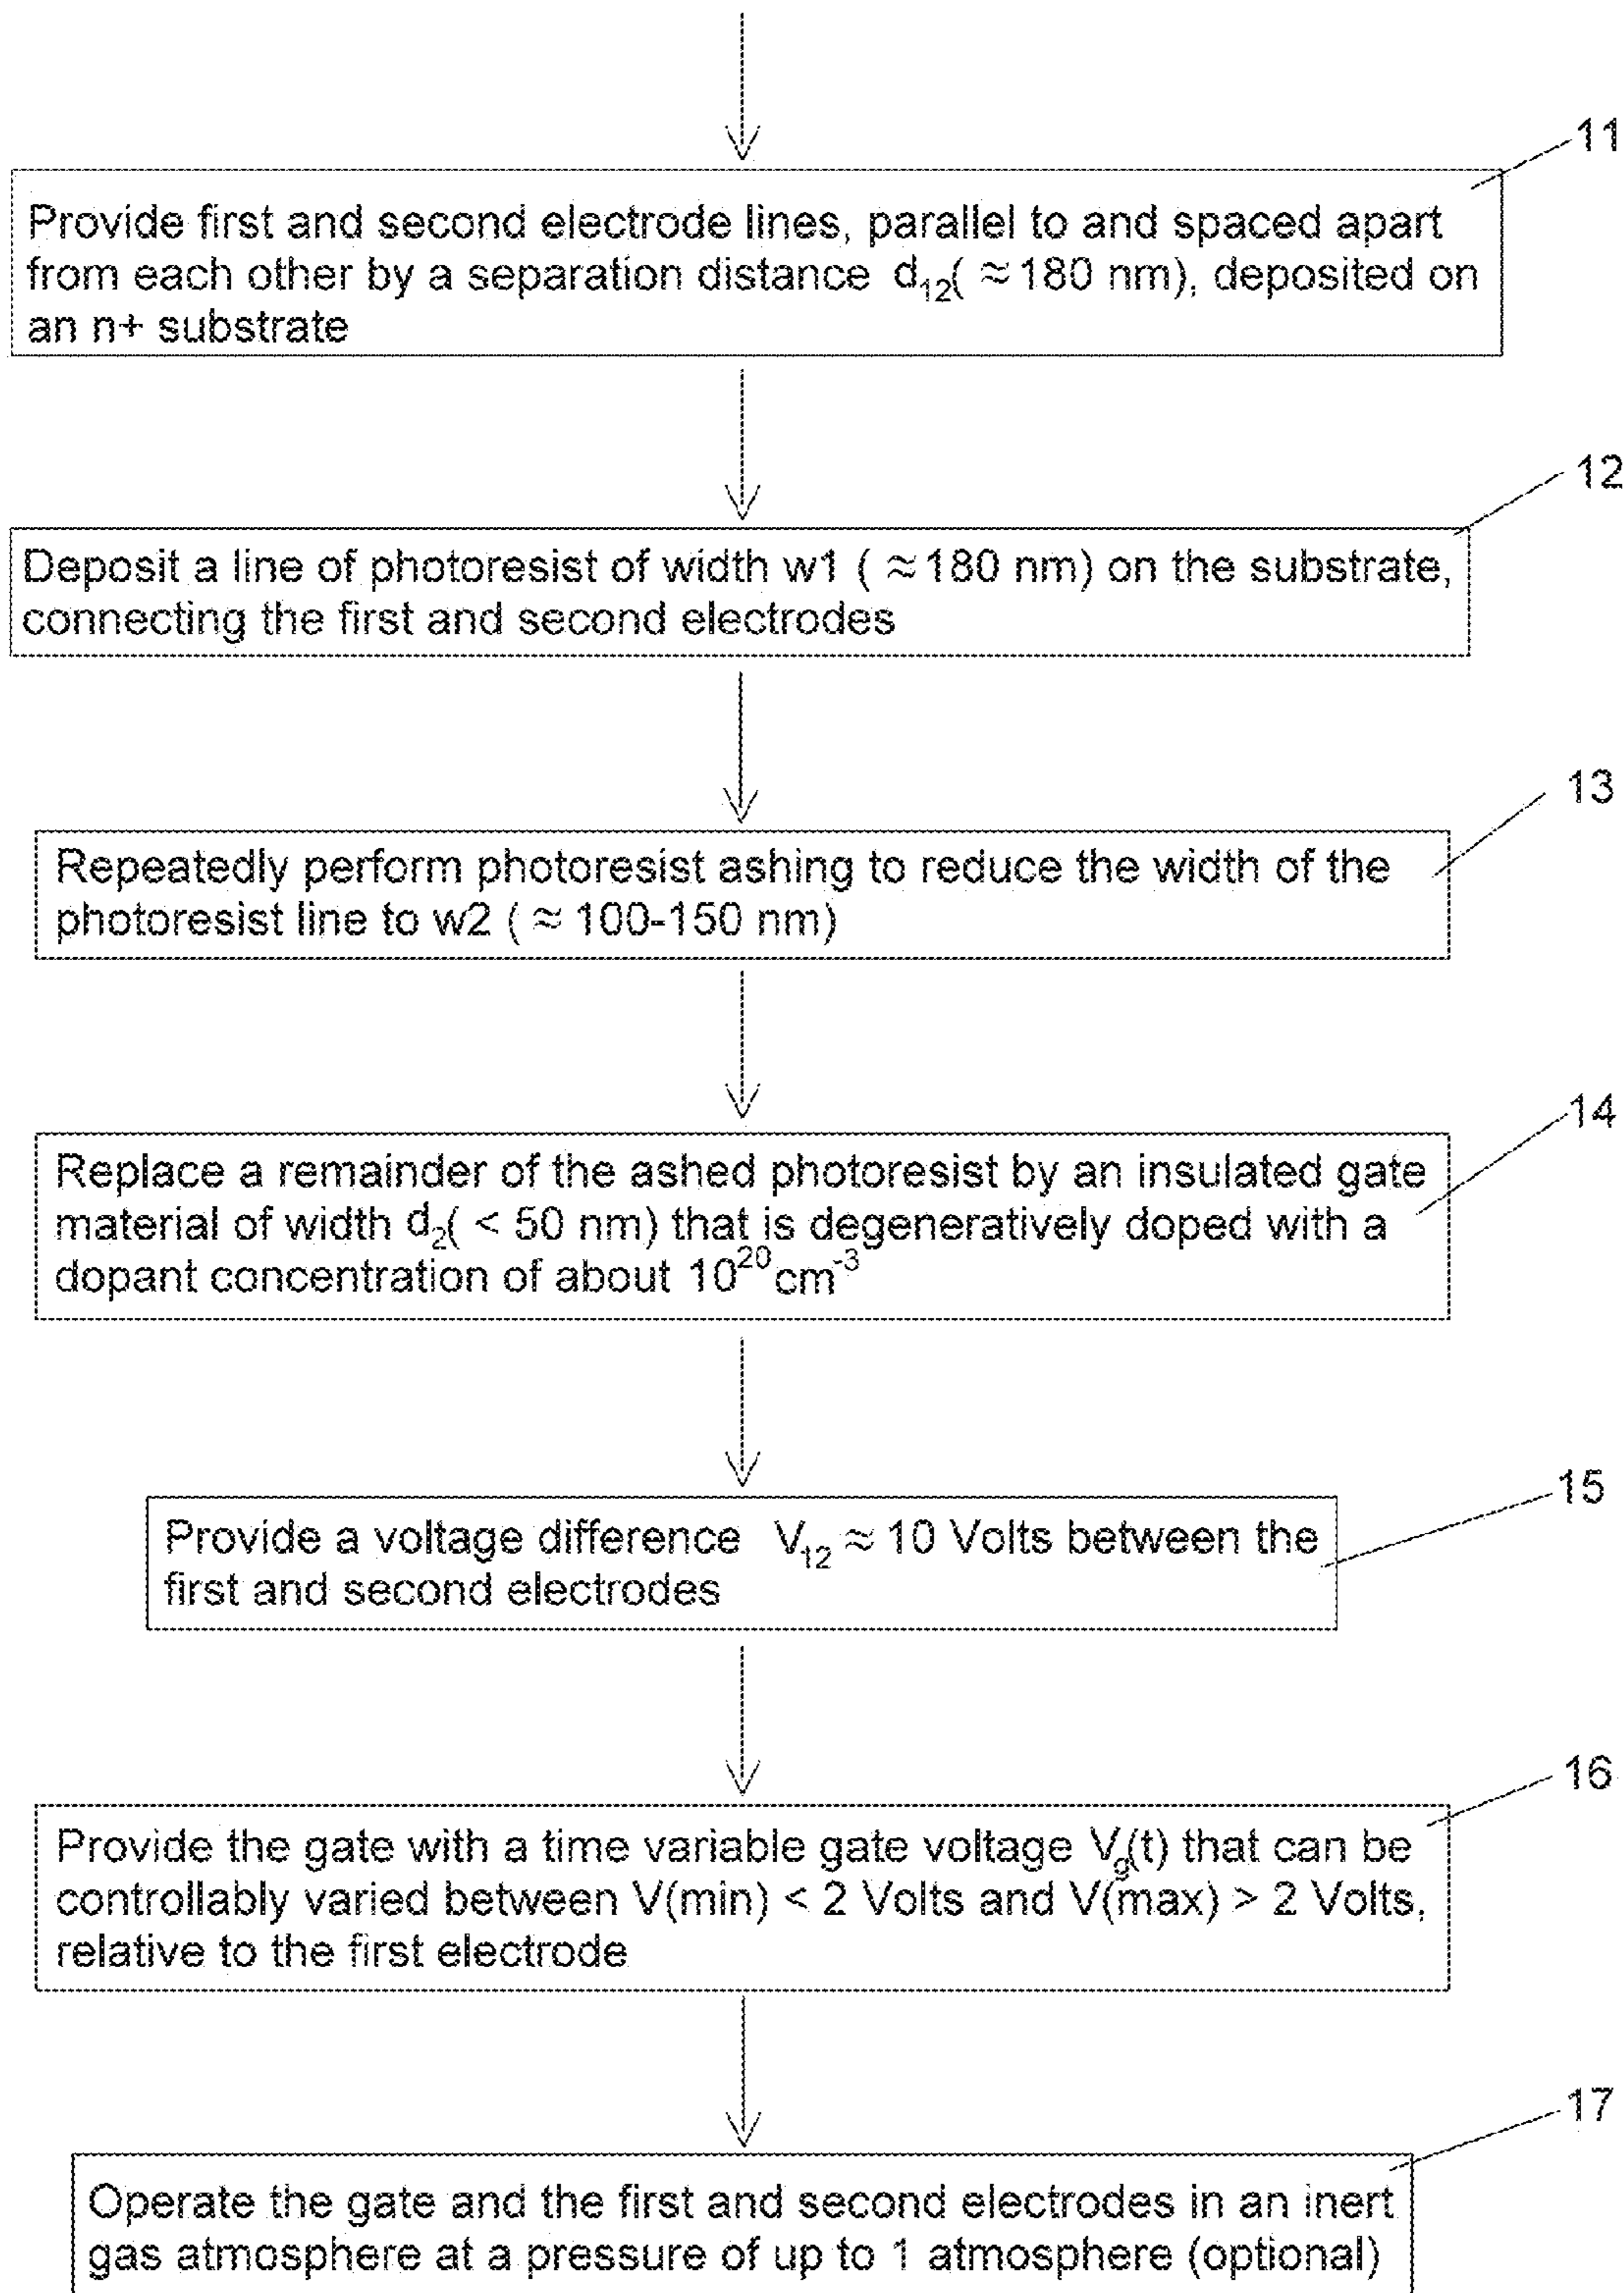 11
Provide first and second electrode lines, parallel to and spaced apart
from each other by a separation distance d₁₂( ≈180 nm), deposited on
an n+ substrate
12
Deposit a line of photoresist of width w1 ( ≈180 nm) on the substrate,
connecting the first and second electrodes
13
Repeatedly perform photoresist ashing to reduce the width of the
photoresist line to w2 ( ≈ 100-150 nm)
14
Replace a remainder of the ashed photoresist by an insulated gate
material of width d₂( < 50 nm) that is degeneratively doped with a
dopant concentration of about 10²⁰cm⁻³
15
Provide a voltage difference V₁₂ ≈ 10 Volts between the
first and second electrodes
16
Provide the gate with a time variable gate voltage V_g(t) that can be
controllably varied between V(min) < 2 Volts and V(max) > 2 Volts,
relative to the first electrode
17
Operate the gate and the first and second electrodes in an inert
gas atmosphere at a pressure of up to 1 atmosphere (optional)